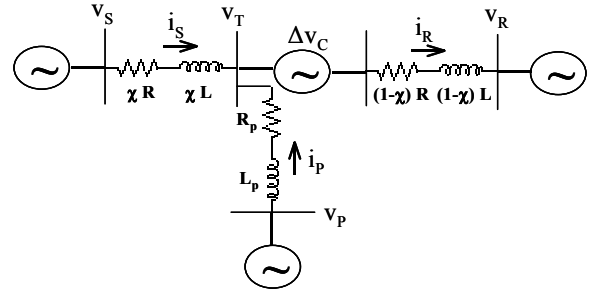 v_S
i_S
v_T
Δv_C
i_R
v_R
χ R
χ L
(1-χ) R
(1-χ) L
R_p
i_P
L_p
v_P